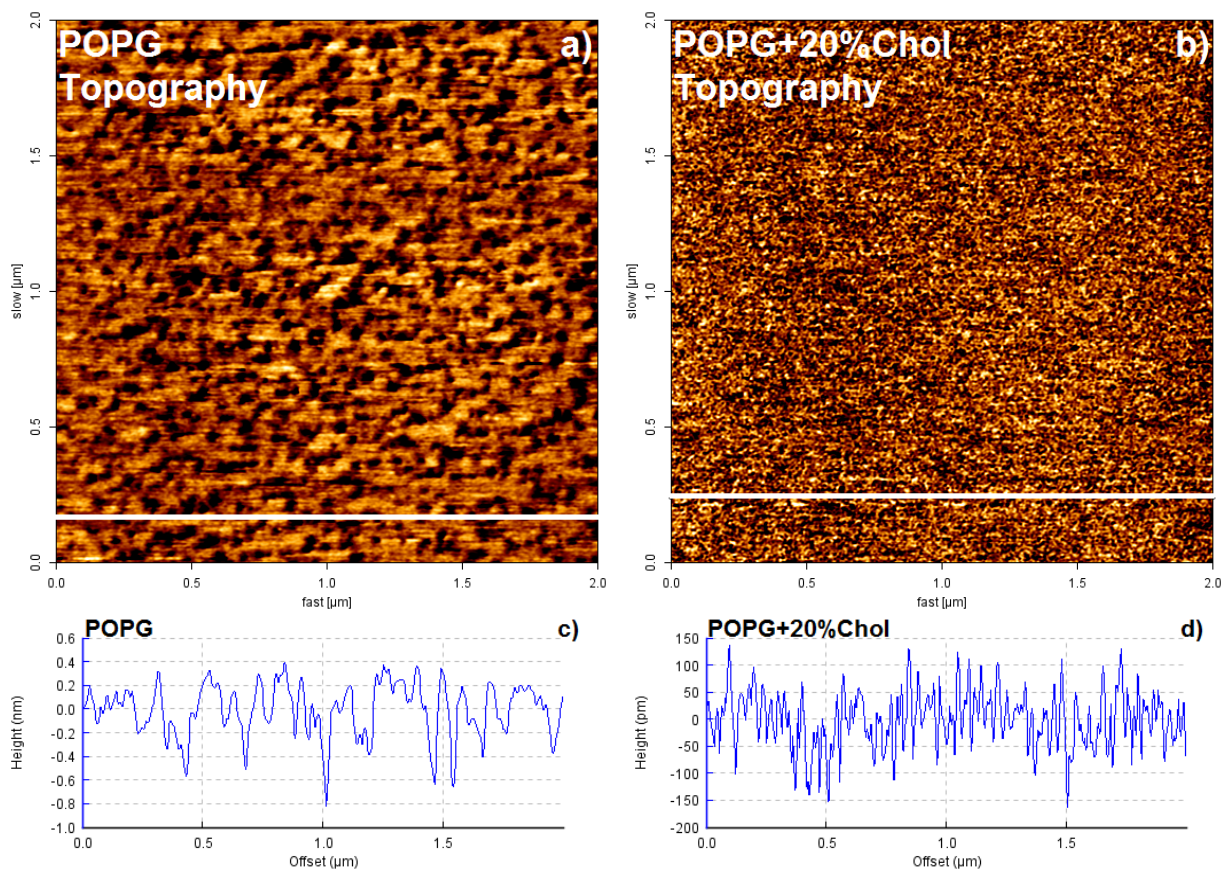 POPG
Topography
a)
2.0
1.5
1.0
0.5
0.0
slow [µm]
0.0 0.5 1.0 1.5 2.0
fast [µm]
POPG+20%Chol
Topography
b)
2.0
1.5
1.0
0.5
0.0
slow [µm]
0.0 0.5 1.0 1.5 2.0
fast [µm]
POPG
c)
0.6
0.4
0.2
0.0
-0.2
-0.4
-0.6
-0.8
-1.0
Height (nm)
0.0 0.5 1.0 1.5
Offset (µm)
POPG+20%Chol
d)
150
100
50
0
-50
-100
-150
-200
Height (pm)
0.0 0.5 1.0 1.5
Offset (µm)